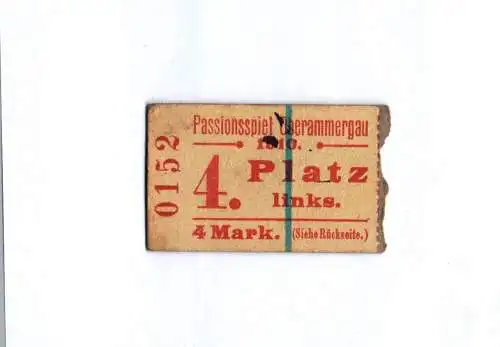 0152
Passionsspiel Oberammergau
1910.
4. Platz
links.
4 Mark. (Siehe Rückseite.)